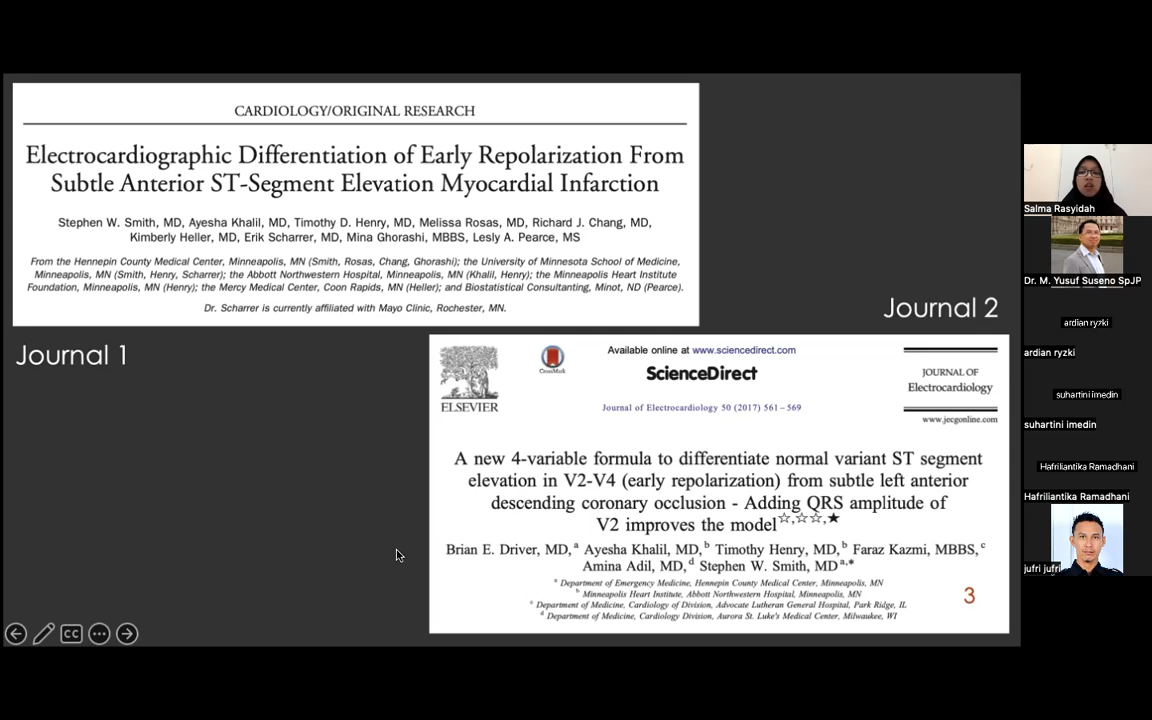 CARDIOLOGY/ORIGINAL RESEARCH
Electrocardiographic Differentiation of Early Repolarization From
Subtle Anterior ST-Segment Elevation Myocardial Infarction
Stephen W. Smith, MD, Ayesha Khalil, MD, Timothy D. Henry, MD, Melissa Rosas, MD, Richard J. Chang, MD,
Kimberly Heller, MD, Erik Scharrer, MD, Mina Ghorashi, MBBS, Lesly A. Pearce, MS
From the Hennepin County Medical Center, Minneapolis, MN (Smith, Rosas, Chang, Ghorashi); the University of Minnesota School of Medicine,
Minneapolis, MN (Smith, Henry, Scharrer); the Abbott Northwestern Hospital, Minneapolis, MN (Khalil, Henry); the Minneapolis Heart Institute
Foundation, Minneapolis, MN (Henry); the Mercy Medical Center, Coon Rapids, MN (Heller); and Biostatistical Consultanting, Minot, ND (Pearce).
Dr. Scharrer is currently affiliated with Mayo Clinic, Rochester, MN.
Journal 2
Journal 1
ELSEVIER
CrossMark
Available online at www.sciencedirect.com
ScienceDirect
Journal of Electrocardiology 50 (2017) 561 – 569
JOURNAL OF
Electrocardiology
www.jecgonline.com
A new 4-variable formula to differentiate normal variant ST segment
elevation in V2-V4 (early repolarization) from subtle left anterior
descending coronary occlusion - Adding QRS amplitude of
V2 improves the model☆,☆☆,★
Brian E. Driver, MD,a Ayesha Khalil, MD,b Timothy Henry, MD,b Faraz Kazmi, MBBS,c
Amina Adil, MD,d Stephen W. Smith, MDa,*
a Department of Emergency Medicine, Hennepin County Medical Center, Minneapolis, MN
b Minneapolis Heart Institute, Abbott Northwestern Hospital, Minneapolis, MN
c Department of Medicine, Cardiology of Division, Advocate Lutheran General Hospital, Park Ridge, IL
d Department of Medicine, Cardiology Division, Aurora St. Luke's Medical Center, Milwaukee, WI
3
CC
Salma Rasyidah
Dr. M. Yusuf Suseno SpJP
ardian ryzki
ardian ryzki
suhartini imedin
suhartini imedin
Hafriliantika Ramadhani
Hafriliantika Ramadhani
jufri jufri